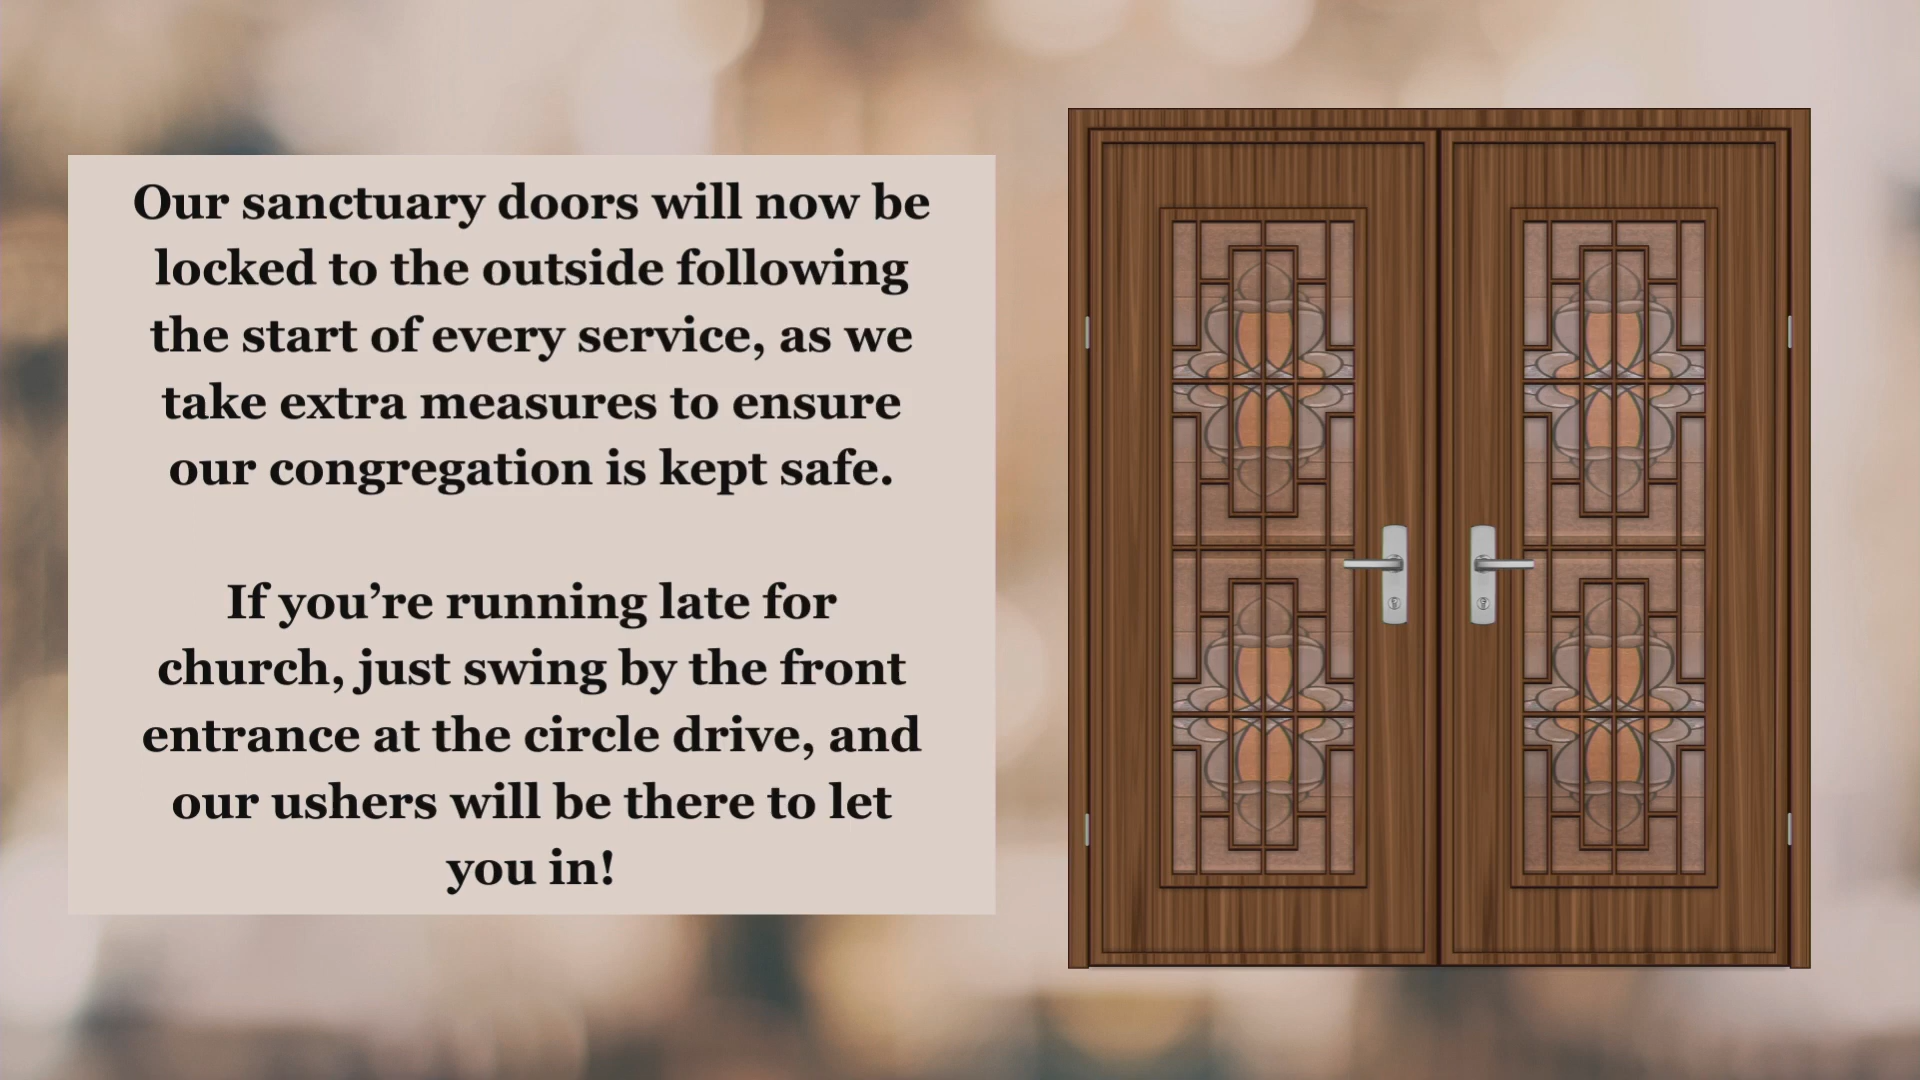 Our sanctuary doors will now be
locked to the outside following
the start of every service, as we
take extra measures to ensure
our congregation is kept safe.
If you’re running late for
church, just swing by the front
entrance at the circle drive, and
our ushers will be there to let
you in!